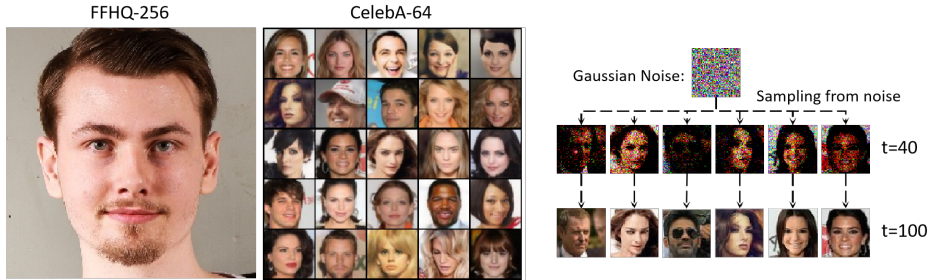 FFHQ-256
CelebA-64
Gaussian Noise:
Sampling from noise
t=40
t=100